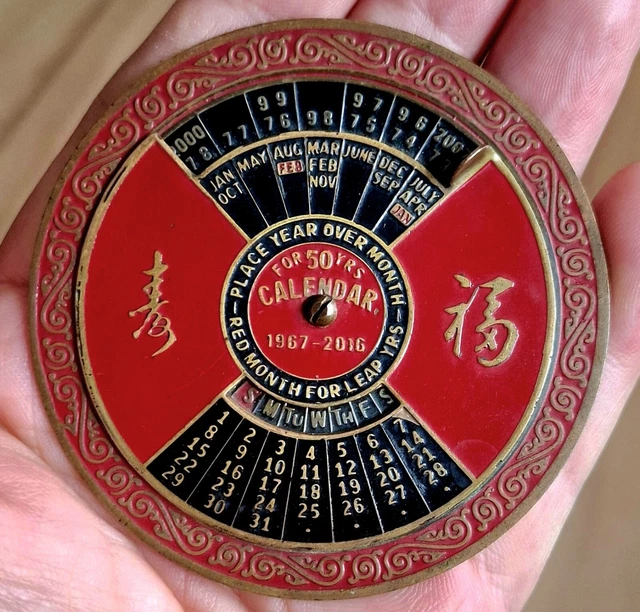 000 99 97 96 200
78 77 76 98 75 74 7
JAN MAY AUG MAR JUNE DEC JULY
OCT FEB FEB SEP APR
NOV JAN
PLACE YEAR OVER MONTH
FOR 50 YRS
CALENDAR.
1967-2016
RED MONTH FOR LEAP YRS
壽
福
S M TU W TH F S
1 2 3 4 5 6 7
8 9 10 11 12 13 14
15 16 17 18 19 20 21
22 23 24 25 26 27 28
29 30 31